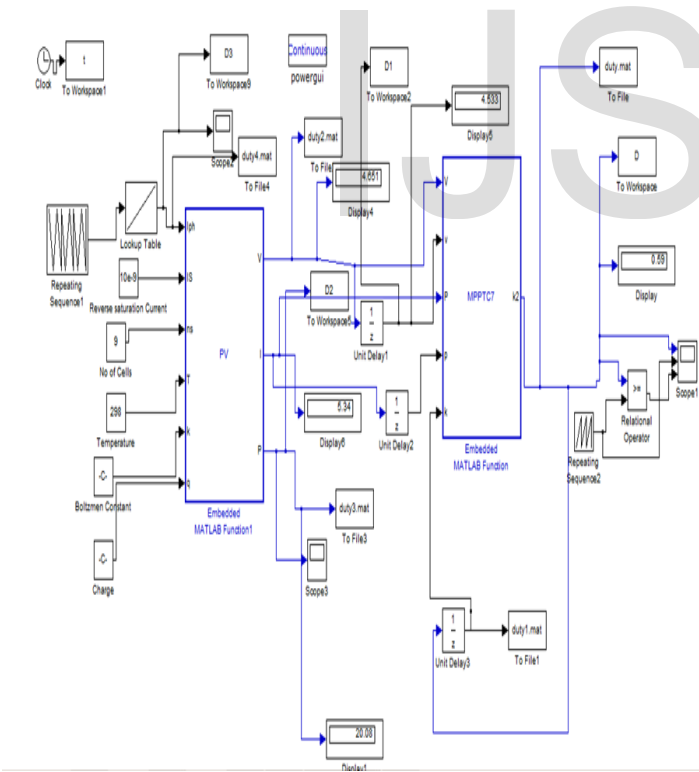 IJS
Clock
t
To Workspace1
D3
To Workspace9
Continuous
powergui
D1
To Workspace2
4.633
Display5
duty.mat
To File
D
To Workspace
0.59
Display
Scope1
>=
Relational
Operator
Repeating
Sequence2
Scope2
duty4.mat
To File4
duty2.mat
To File
4.651
Display4
Lookup Table
Repeating
Sequence1
10e-9
Reverse saturation Current
9
No of Cells
298
Temperature
-C-
Boltzmen Constant
-C-
Charge
Iph
IS
ns
T
k
q
PV
V
I
P
Embedded
MATLAB Function1
D2
To Workspace5
1
z
Unit Delay1
1
z
Unit Delay2
5.34
Display6
V
v
P
p
k
MPPTC7
k2
Embedded
MATLAB Function
duty3.mat
To File3
Scope3
1
z
Unit Delay3
duty1.mat
To File1
20.08
Display1